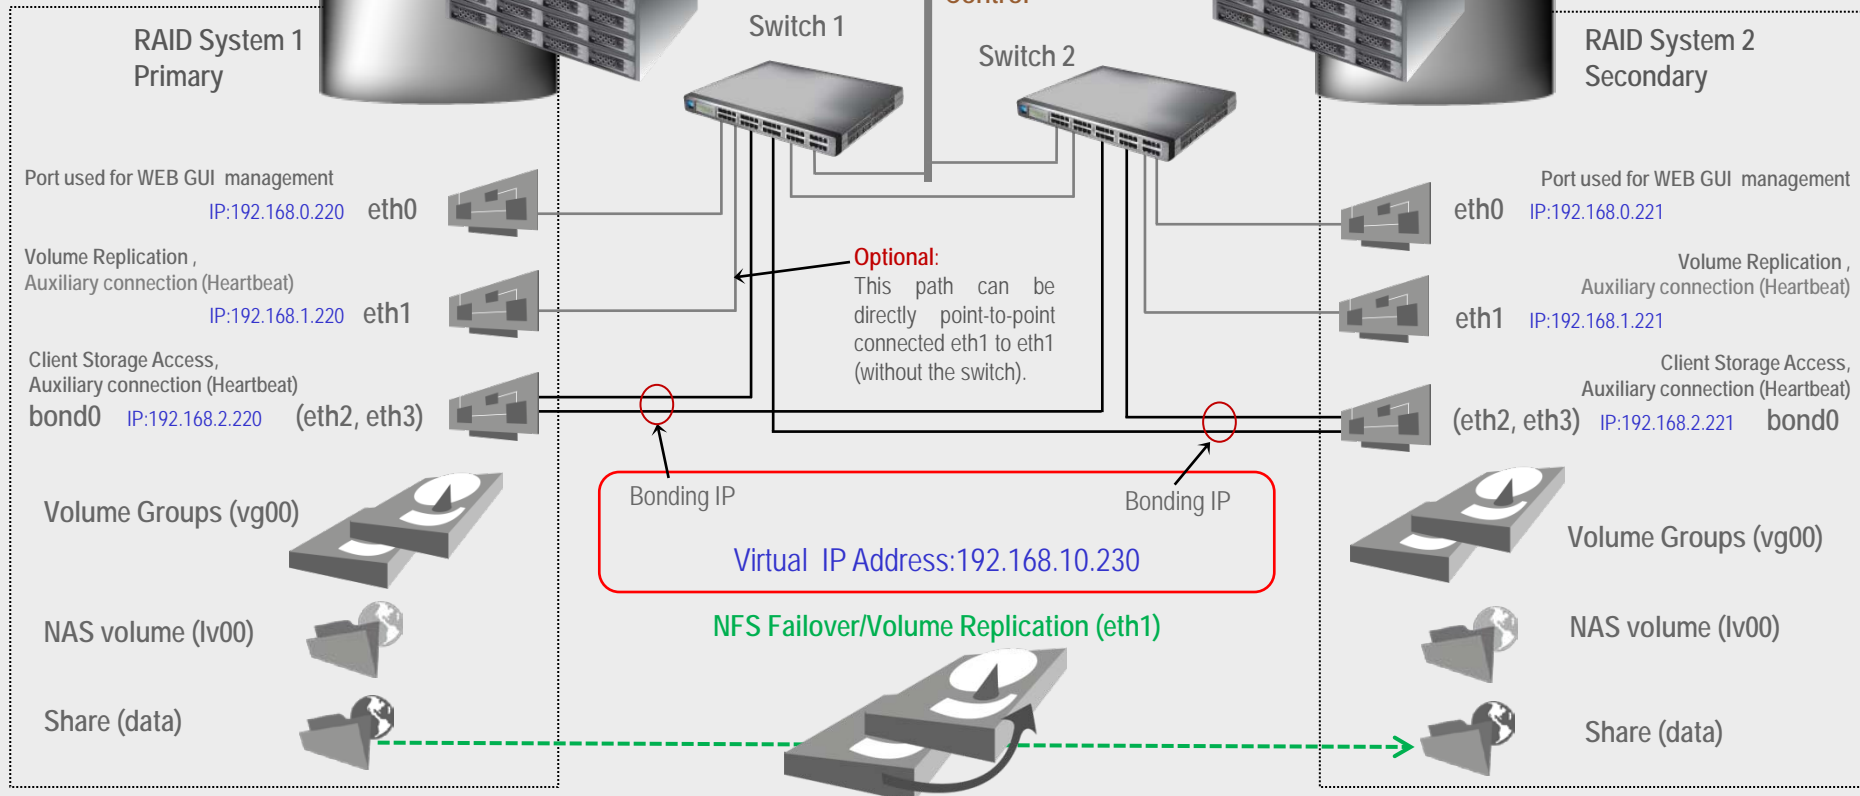 Control
RAID System 1
Primary
Switch 1
Switch 2
RAID System 2
Secondary
Port used for WEB GUI management
IP:192.168.0.220 eth0
Volume Replication ,
Auxiliary connection (Heartbeat)
IP:192.168.1.220 eth1
Client Storage Access,
Auxiliary connection (Heartbeat)
bond0 IP:192.168.2.220 (eth2, eth3)
Optional:
This path can be
directly point-to-point
connected eth1 to eth1
(without the switch).
Port used for WEB GUI management
eth0 IP:192.168.0.221
Volume Replication ,
Auxiliary connection (Heartbeat)
eth1 IP:192.168.1.221
Client Storage Access,
Auxiliary connection (Heartbeat)
(eth2, eth3) IP:192.168.2.221 bond0
Bonding IP
Bonding IP
Virtual IP Address:192.168.10.230
NFS Failover/Volume Replication (eth1)
Volume Groups (vg00)
NAS volume (lv00)
Share (data)
Volume Groups (vg00)
NAS volume (lv00)
Share (data)